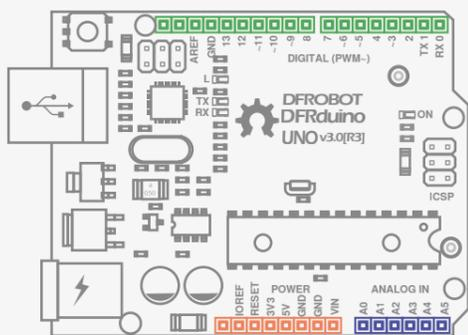 AREF
GND
13
12
~11
~10
~9
8
7
~6
~5
4
~3
2
TX 1
RX 0
DIGITAL (PWM~)
L
TX
RX
DFROBOT
DFRduino
UNO v3.0[R3]
ON
ICSP
POWER
ANALOG IN
IOREF
RESET
3V3
5V
GND
GND
VIN
A0
A1
A2
A3
A4
A5